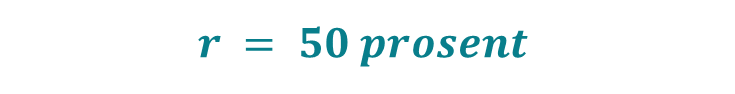 r = 50 prosent